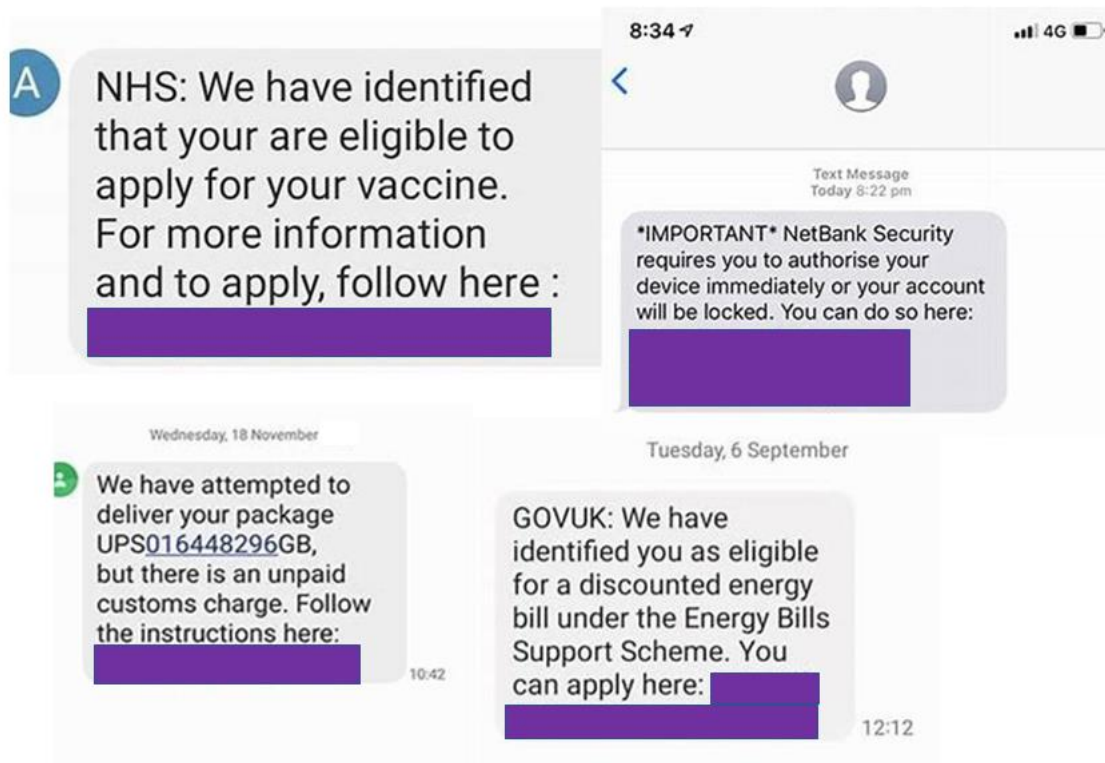 A
NHS: We have identified
that your are eligible to
apply for your vaccine.
For more information
and to apply, follow here :
8:34
4G
Text Message
Today 8:22 pm
*IMPORTANT* NetBank Security
requires you to authorise your
device immediately or your account
will be locked. You can do so here:
Wednesday, 18 November
We have attempted to
deliver your package
UPS016448296GB,
but there is an unpaid
customs charge. Follow
the instructions here:
10:42
Tuesday, 6 September
GOVUK: We have
identified you as eligible
for a discounted energy
bill under the Energy Bills
Support Scheme. You
can apply here:
12:12